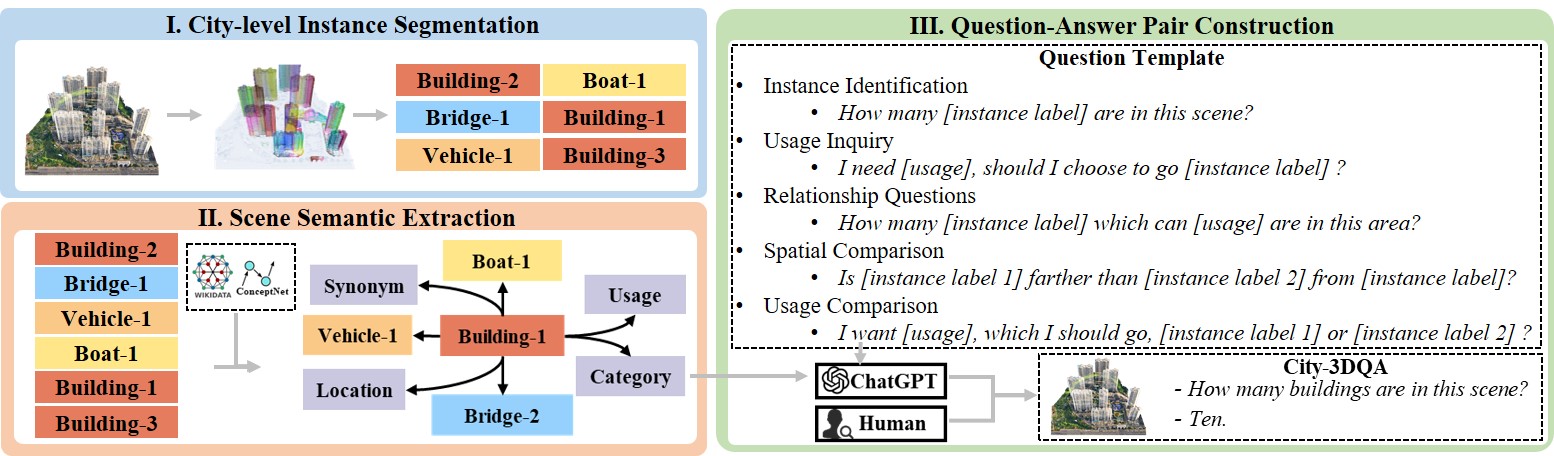 I. City-level Instance Segmentation
Building-2
Boat-1
Bridge-1
Building-1
Vehicle-1
Building-3
II. Scene Semantic Extraction
Building-2
Bridge-1
Vehicle-1
Boat-1
Building-1
Building-3
WIKIDATA
ConceptNet
Boat-1
Synonym
Usage
Vehicle-1
Building-1
Location
Category
Bridge-2
III. Question-Answer Pair Construction
Question Template
• Instance Identification
• How many [instance label] are in this scene?
• Usage Inquiry
• I need [usage], should I choose to go [instance label] ?
• Relationship Questions
• How many [instance label] which can [usage] are in this area?
• Spatial Comparison
• Is [instance label 1] farther than [instance label 2] from [instance label]?
• Usage Comparison
• I want [usage], which I should go, [instance label 1] or [instance label 2] ?
ChatGPT
Human
City-3DQA
- How many buildings are in this scene?
- Ten.